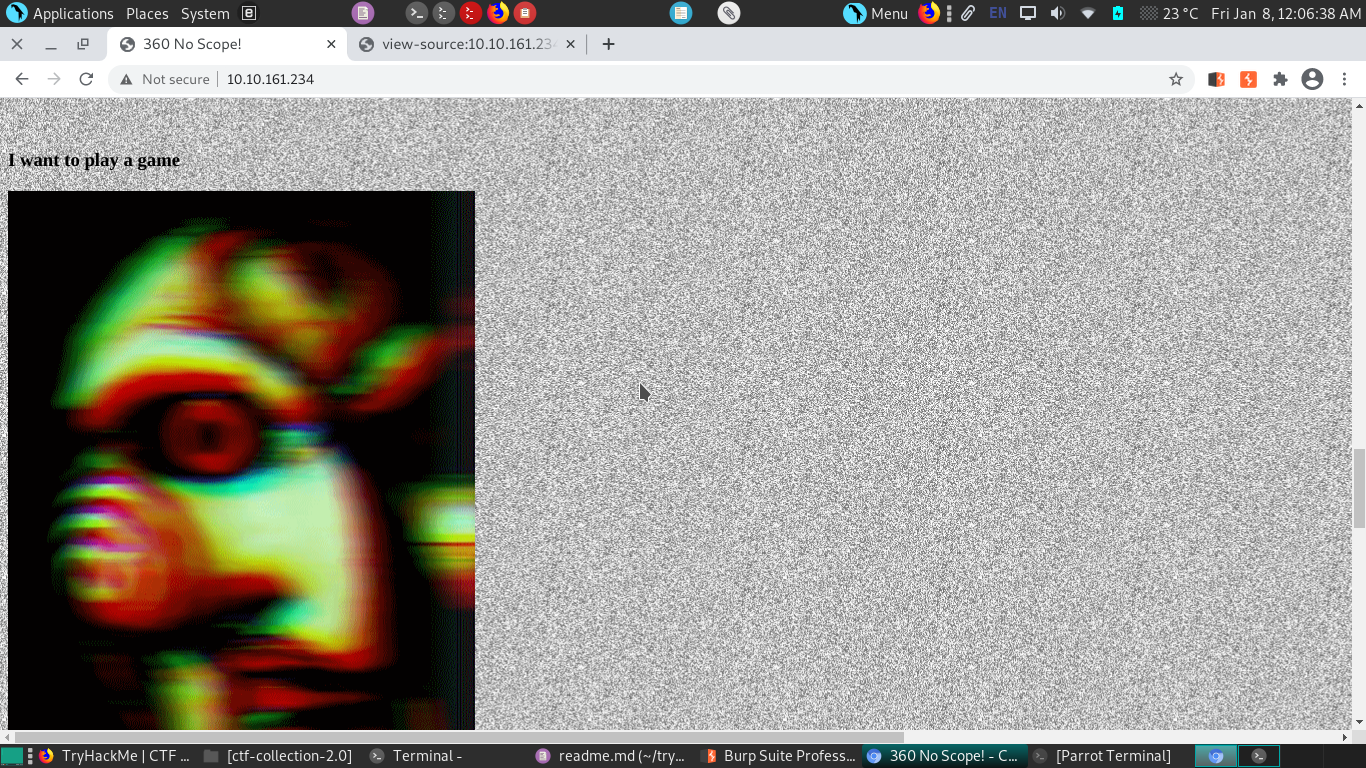 Applications Places System Menu EN 23 °C Fri Jan 8, 12:06:38 AM
360 No Scope! view-source:10.10.161.234
Not secure 10.10.161.234
I want to play a game
TryHackMe | CTF ... [ctf-collection-2.0] Terminal - readme.md (~/try... Burp Suite Profess... 360 No Scope! - C... [Parrot Terminal]